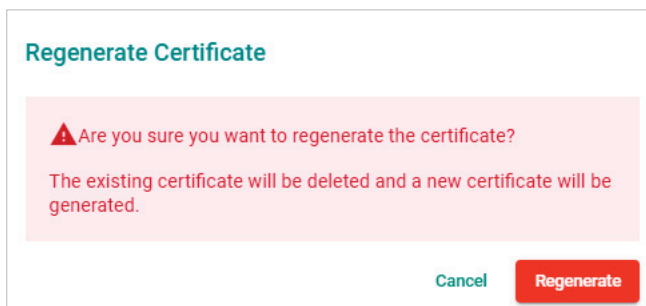 Regenerate Certificate
Are you sure you want to regenerate the certificate?
The existing certificate will be deleted and a new certificate will be
generated.
Cancel Regenerate